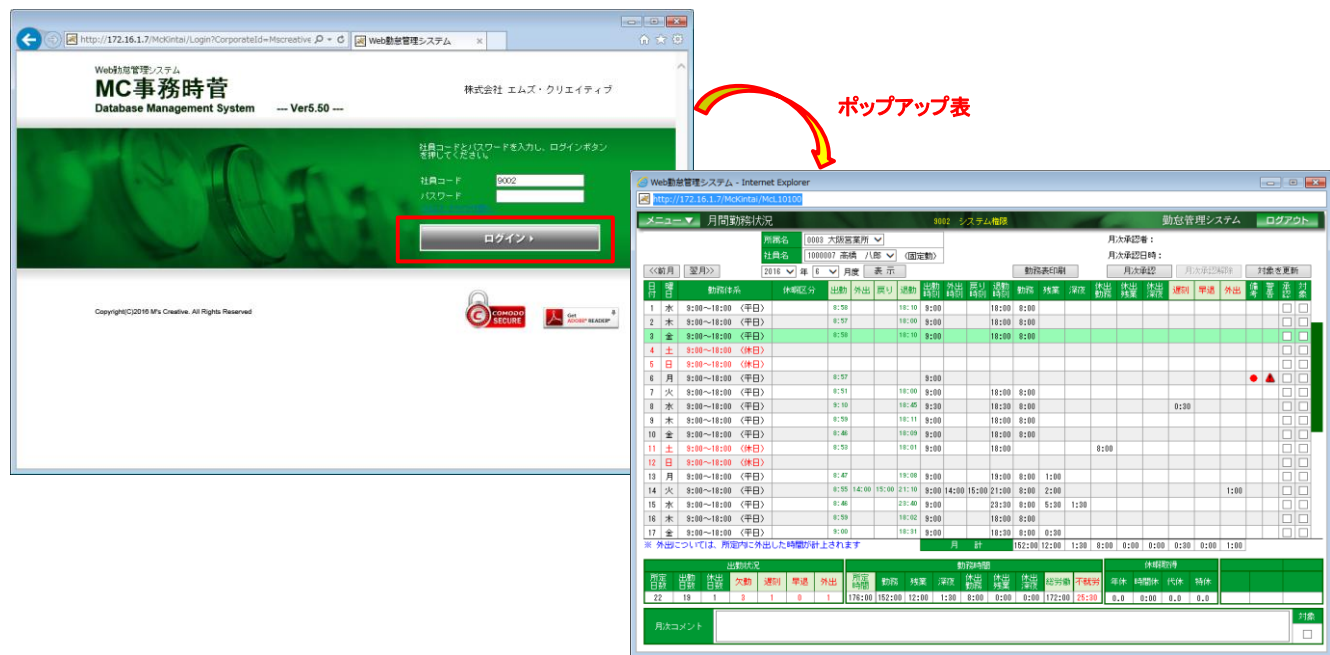 http://172.16.1.7/McKintai/Login?CorporateId=Mscreative
Web勤怠管理システム
Web勤怠管理システム
MC事務時菅
Database Management System --- Ver5.50 ---
株式会社 エムズ・クリエイティブ
社員コードとパスワードを入力し、ログインボタン
を押してください。
社員コード 9002
パスワード
ログイン
Copyright(C)2016 M's Creative. All Rights Reserved
COMODO SECURE
Get ADOBE® READER®
ポップアップ表
Web勤怠管理システム - Internet Explorer
http://172.16.1.7/McKintai/McL10100
メニュー▼ 月間勤務状況 9002 システム権限 勤怠管理システム ログアウト
所属名 0003 大阪営業所 月次承認者：
社員名 1000007 高橋 八郎 (固定勤) 月次承認日時：
<<前月 翌月>> 2016 年 6 月度 表示 勤務表印刷 月次承認 月次承認解除 対象を更新
日付 曜日 勤務体系 休暇区分 出勤 外出 戻り 退勤 出勤時刻 外出時刻 戻り時刻 退勤時刻 勤務 残業 深夜 休出勤務 休出残業 休出深夜 遅刻 早退 外出 備考 警告 承認 対象
1 水 9:00～18:00 (平日) 8:58 18:10 9:00 18:00 8:00
2 木 9:00～18:00 (平日) 8:57 18:00 9:00 18:00 8:00
3 金 9:00～18:00 (平日) 8:58 18:10 9:00 18:00 8:00
4 土 9:00～18:00 (休日)
5 日 9:00～18:00 (休日)
6 月 9:00～18:00 (平日) 8:57 9:00
7 火 9:00～18:00 (平日) 8:51 18:00 9:00 18:00 8:00
8 水 9:00～18:00 (平日) 9:10 18:45 9:30 18:30 8:00 0:30
9 木 9:00～18:00 (平日) 8:59 18:11 9:00 18:00 8:00
10 金 9:00～18:00 (平日) 8:46 18:09 9:00 18:00 8:00
11 土 9:00～18:00 (休日) 8:53 18:01 9:00 18:00 8:00
12 日 9:00～18:00 (休日)
13 月 9:00～18:00 (平日) 8:47 19:08 9:00 19:00 8:00 1:00
14 火 9:00～18:00 (平日) 8:55 14:00 15:00 21:10 9:00 14:00 15:00 21:00 8:00 2:00 1:00
15 水 9:00～18:00 (平日) 8:46 23:40 9:00 23:30 8:00 5:30 1:30
16 木 9:00～18:00 (平日) 8:59 18:02 9:00 18:00 8:00
17 金 9:00～18:00 (平日) 9:00 18:31 9:00 18:30 8:00 0:30
※ 外出については、所定内に外出した時間が計上されます 月 計 152:00 12:00 1:30 8:00 0:00 0:00 0:30 0:00 1:00
出勤状況 勤務時間 休暇取得
所定日数 出勤日数 休出日数 欠勤 遅刻 早退 外出 所定時間 勤務 残業 深夜 休出勤務 休出残業 休出深夜 総労働 不就労 年休 時間休 代休 特休
22 19 1 3 1 0 1 176:00 152:00 12:00 1:30 8:00 0:00 0:00 172:00 25:30 0.0 0:00 0.0 0.0
月次コメント 対象